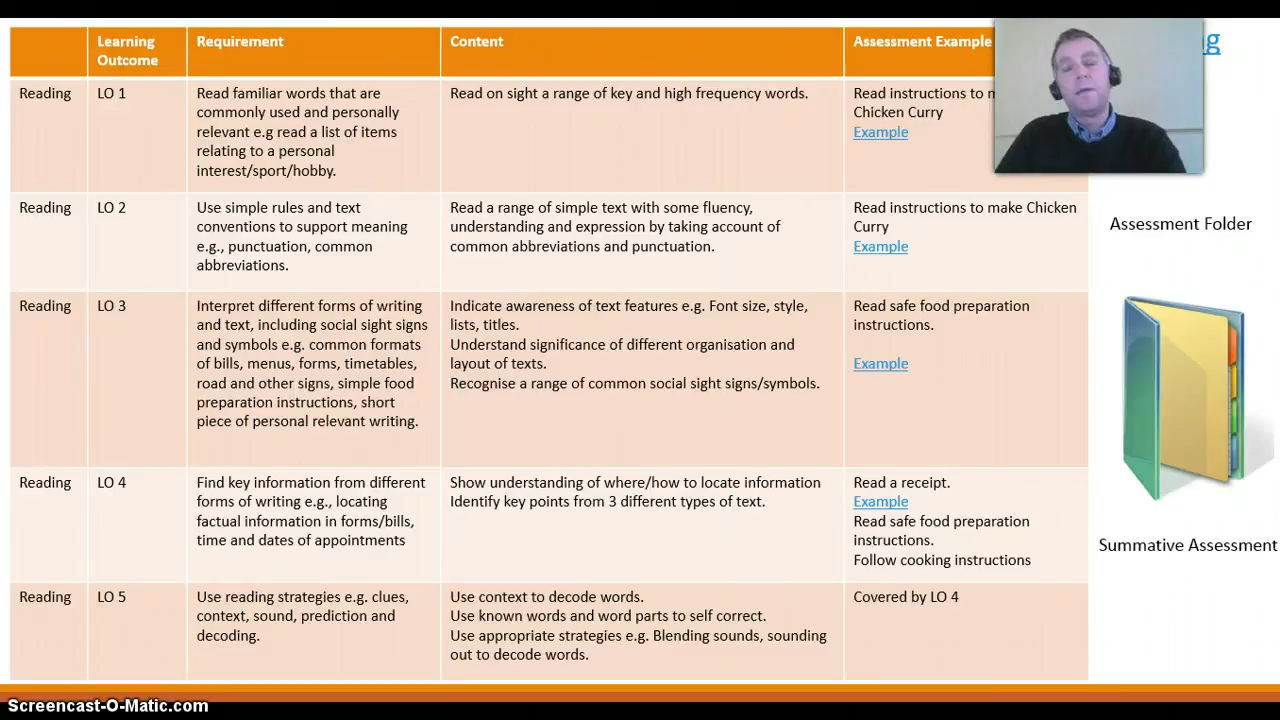 Learning Outcome
Requirement
Content
Assessment Example
g
Reading
LO 1
Read familiar words that are
commonly used and personally
relevant e.g read a list of items
relating to a personal
interest/sport/hobby.
Read on sight a range of key and high frequency words.
Read instructions to m
Chicken Curry
Example
Reading
LO 2
Use simple rules and text
conventions to support meaning
e.g., punctuation, common
abbreviations.
Read a range of simple text with some fluency,
understanding and expression by taking account of
common abbreviations and punctuation.
Read instructions to make Chicken
Curry
Example
Assessment Folder
Reading
LO 3
Interpret different forms of writing
and text, including social sight signs
and symbols e.g. common formats
of bills, menus, forms, timetables,
road and other signs, simple food
preparation instructions, short
piece of personal relevant writing.
Indicate awareness of text features e.g. Font size, style,
lists, titles.
Understand significance of different organisation and
layout of texts.
Recognise a range of common social sight signs/symbols.
Read safe food preparation
instructions.
Example
Reading
LO 4
Find key information from different
forms of writing e.g., locating
factual information in forms/bills,
time and dates of appointments
Show understanding of where/how to locate information
Identify key points from 3 different types of text.
Read a receipt.
Example
Read safe food preparation
instructions.
Follow cooking instructions
Summative Assessment
Reading
LO 5
Use reading strategies e.g. clues,
context, sound, prediction and
decoding.
Use context to decode words.
Use known words and word parts to self correct.
Use appropriate strategies e.g. Blending sounds, sounding
out to decode words.
Covered by LO 4
Screencast-O-Matic.com